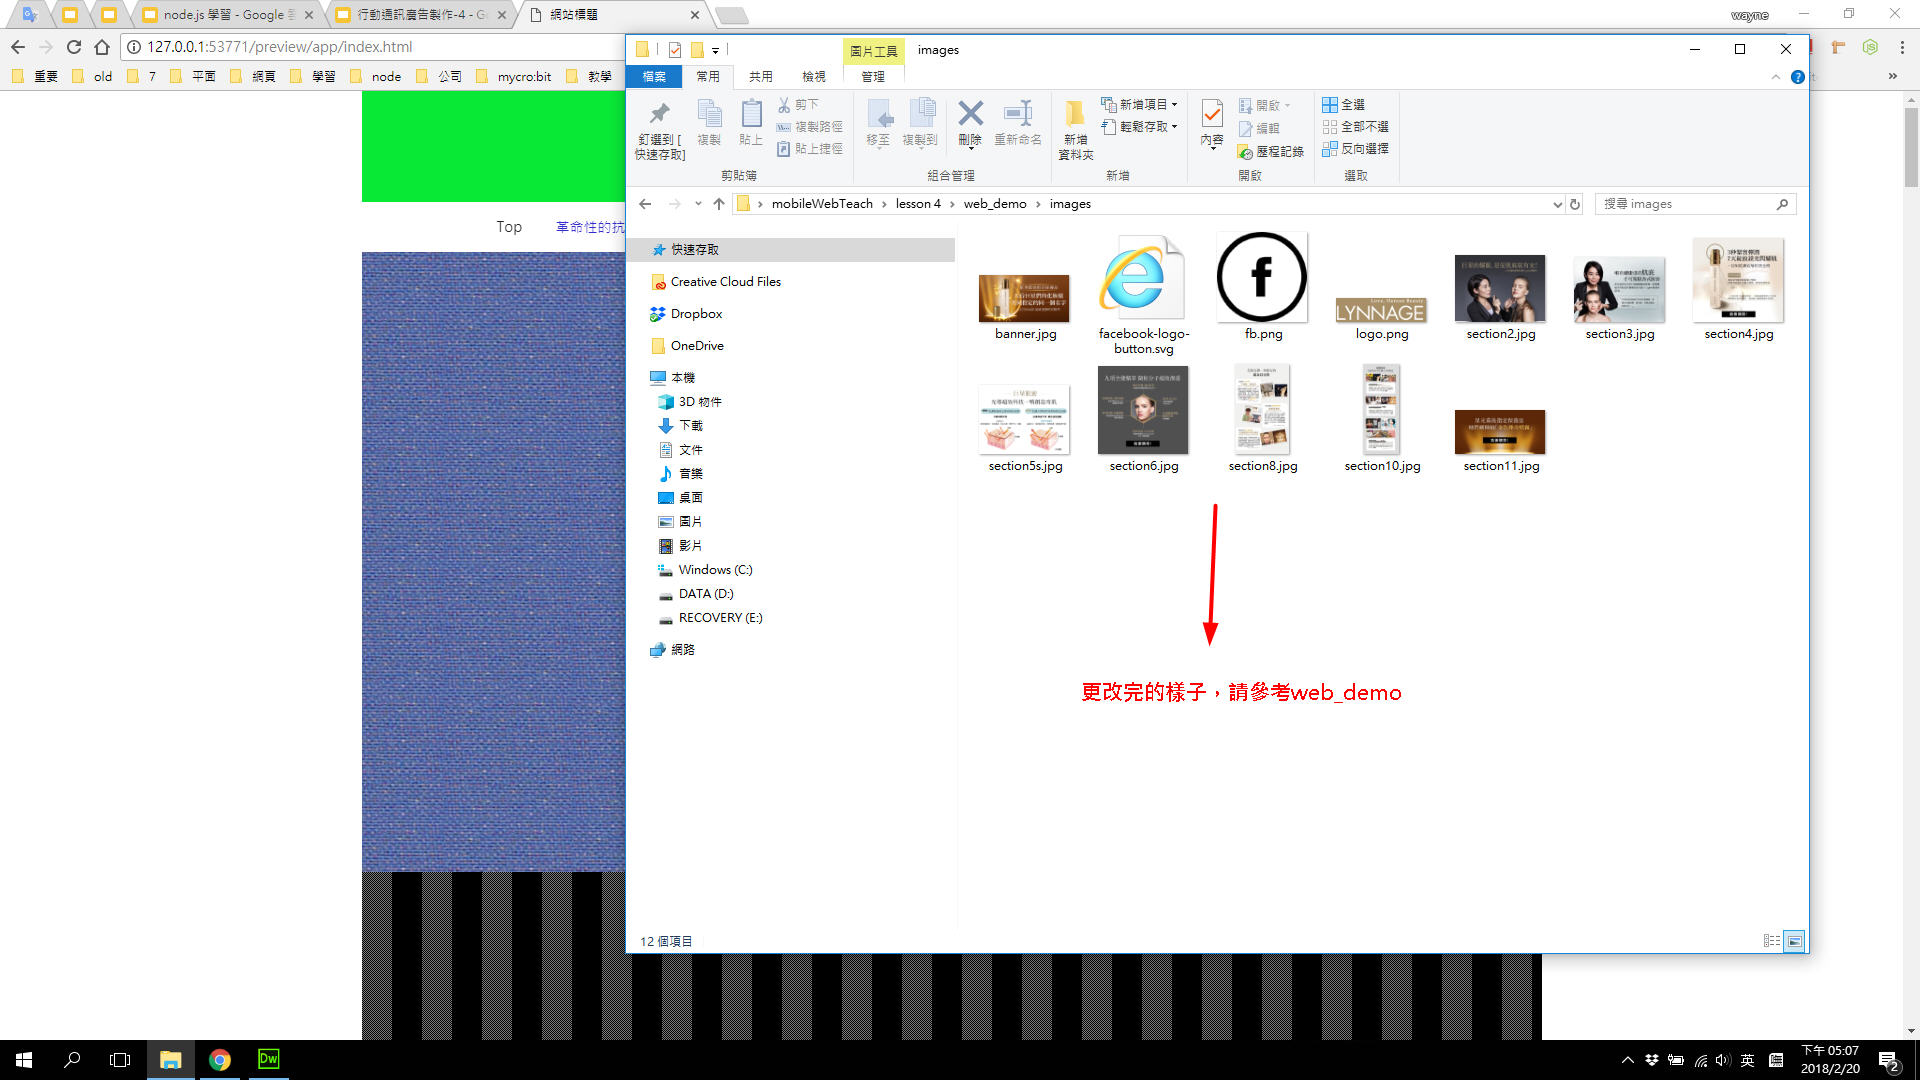 node.js 學習 - Google 雲
行動通訊廣告製作-4 - Go
網站標題
wayne
127.0.0.1:53771/preview/app/index.html
重要
old
7
平面
網頁
學習
node
公司
mycro:bit
教學
Top
革命性的抗
圖片工具
images
檔案
常用
共用
檢視
管理
釘選到 [
快速存取]
複製
貼上
剪下
複製路徑
貼上捷徑
剪貼簿
移至
複製到
刪除
重新命名
組合管理
新增
資料夾
新增項目
輕鬆存取
新增
內容
開啟
編輯
歷程記錄
開啟
全選
全部不選
反向選擇
選取
mobileWebTeach
lesson 4
web_demo
images
搜尋 images
快速存取
Creative Cloud Files
Dropbox
OneDrive
本機
3D 物件
下載
文件
音樂
桌面
圖片
影片
Windows (C:)
DATA (D:)
RECOVERY (E:)
網路
LYNNAGE
banner.jpg
facebook-logo-
button.svg
fb.png
logo.png
section2.jpg
section3.jpg
section4.jpg
section5s.jpg
section6.jpg
section8.jpg
section10.jpg
section11.jpg
更改完的樣子，請參考web_demo
12 個項目
Dw
英
下午 05:07
2018/2/20
2